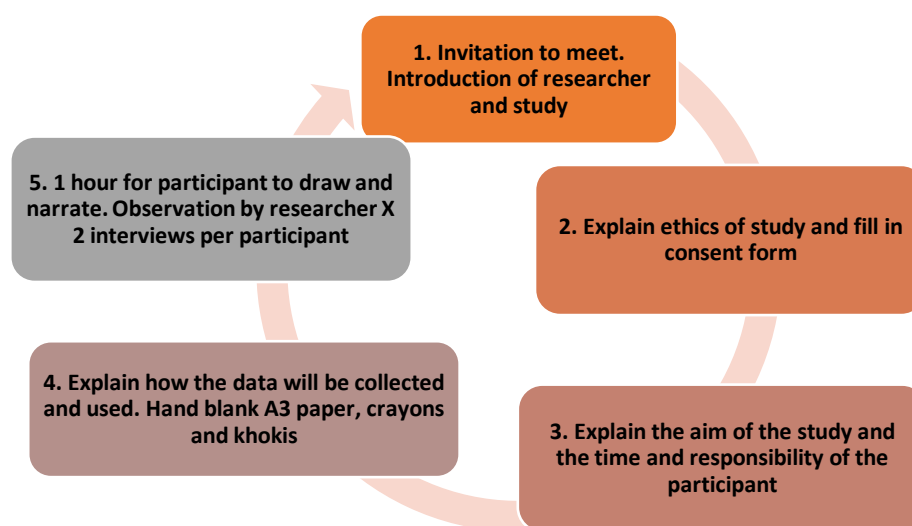 1. Invitation to meet.
Introduction of researcher
and study
2. Explain ethics of study and fill in
consent form
3. Explain the aim of the study and
the time and responsibility of the
participant
4. Explain how the data will be collected
and used. Hand blank A3 paper, crayons
and khokis
5. 1 hour for participant to draw and
narrate. Observation by researcher X
2 interviews per participant